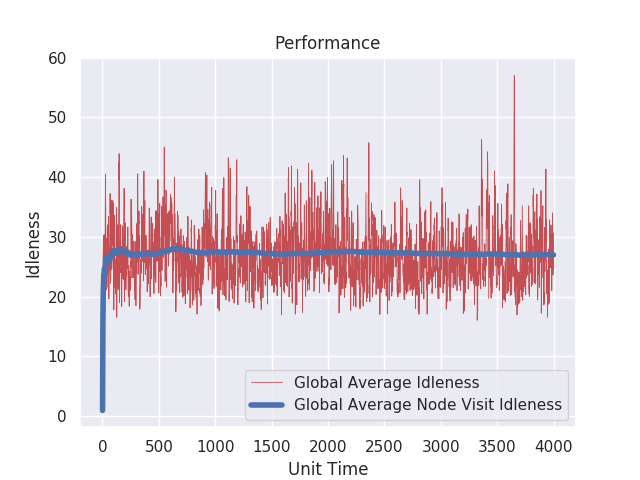 Performance
60
50
40
30
20
10
0
Idleness
Global Average Idleness
Global Average Node Visit Idleness
0 500 1000 1500 2000 2500 3000 3500 4000
Unit Time